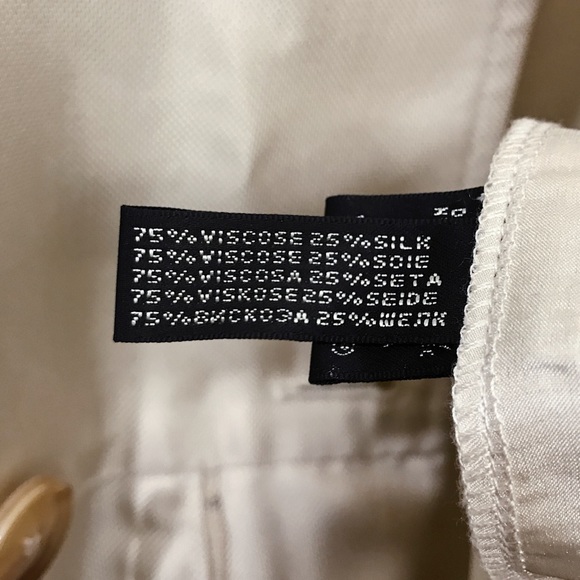 75% VISCOSE 25% SILK
75% VISCOSE 25% SOIE
75% VISCOSA 25% SETA
75% VISKOSE 25% SEIDE
75% ВИСКОЭА 25% ШЕЛК